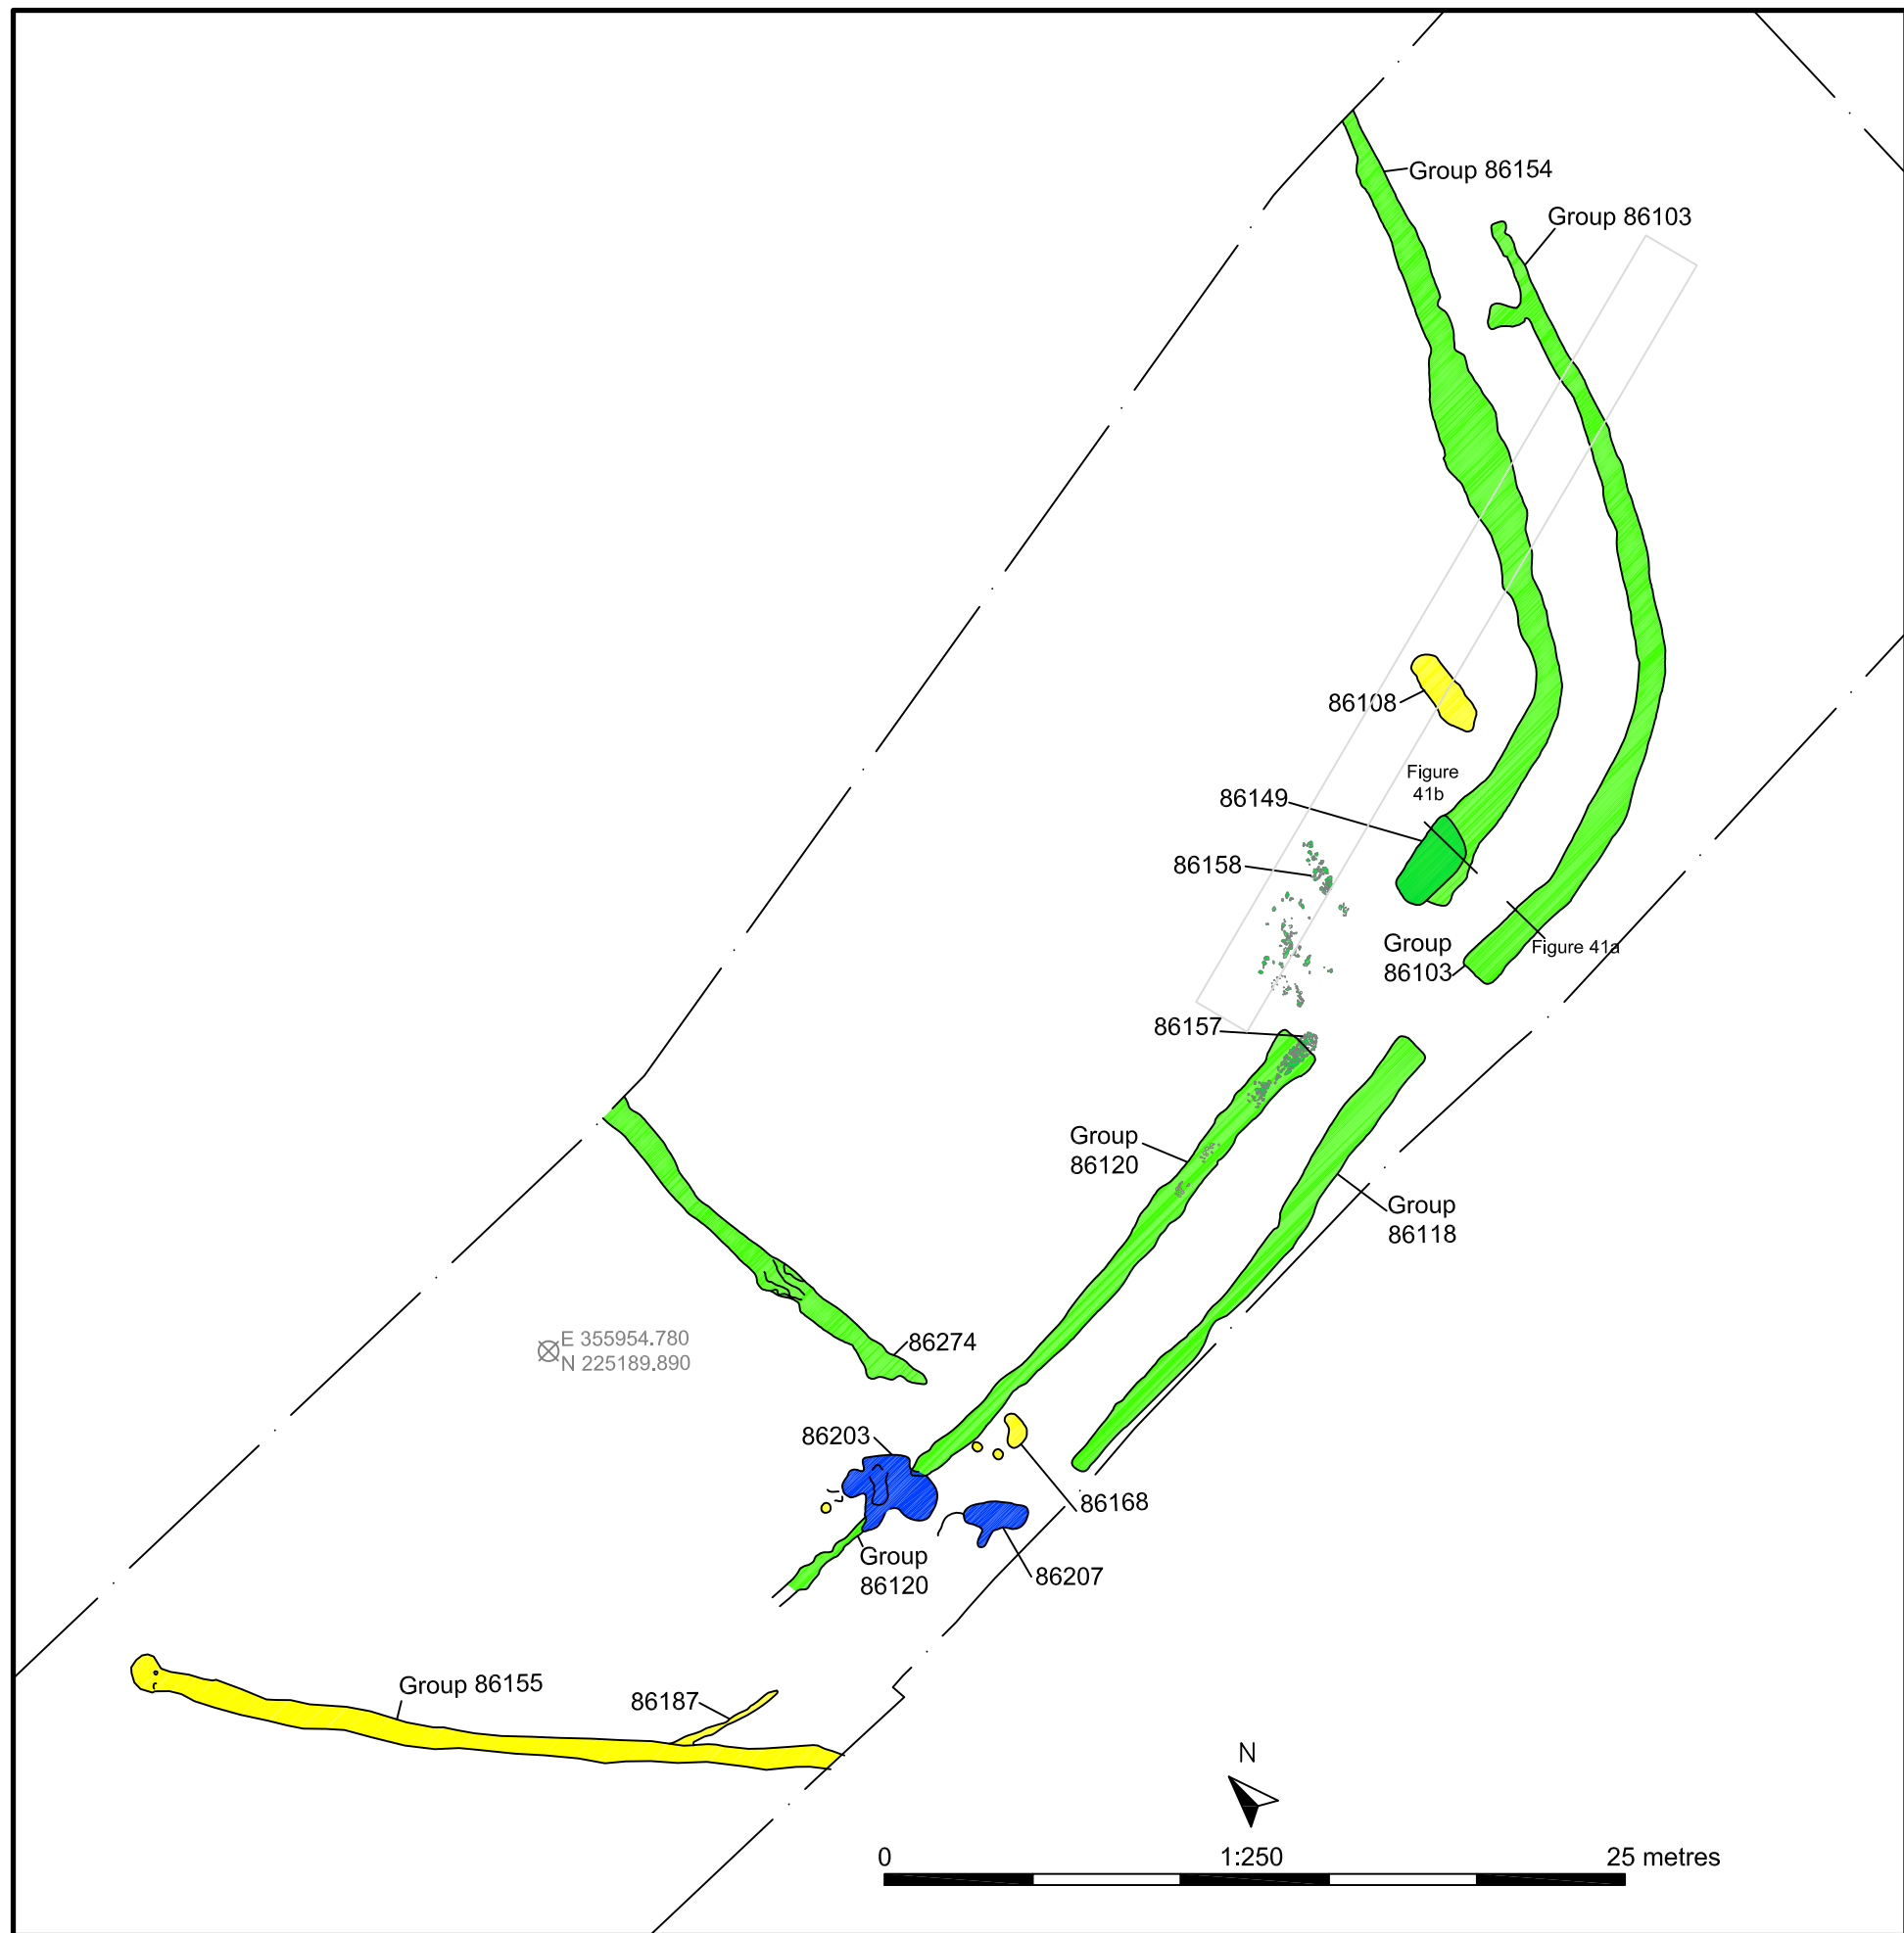 Group 86154
Group 86103
86108
Figure
41b
86149
86158
Group
86103
Figure 41a
86157
Group
86120
Group
86118
E 355954.780
N 225189.890
86274
86203
86168
Group
86120
86207
Group 86155
86187
N
0
1:250
25 metres